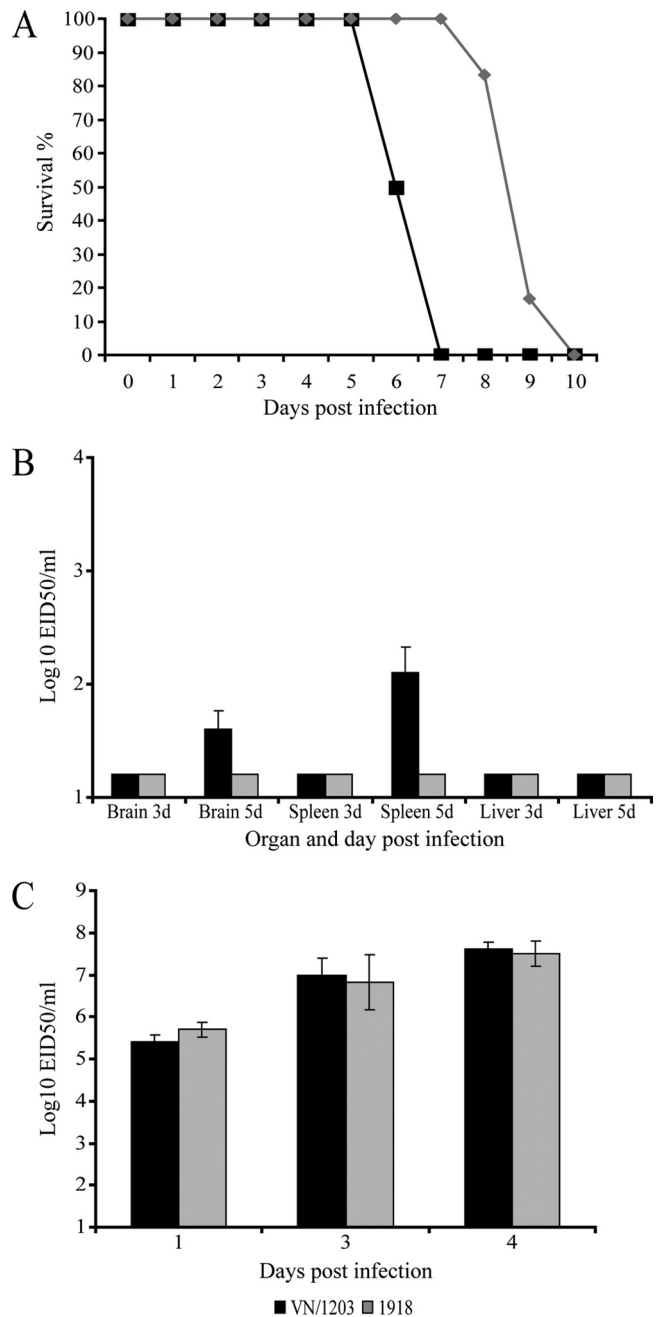 A
100
90
80
70
60
50
40
30
20
10
0
Survival %
0 1 2 3 4 5 6 7 8 9 10
Days post infection
B
4
3
2
1
Log10 EID50/ml
Brain 3d Brain 5d Spleen 3d Spleen 5d Liver 3d Liver 5d
Organ and day post infection
C
9
8
7
6
5
4
3
2
1
Log10 EID50/ml
1 3 4
Days post infection
VN/1203 1918